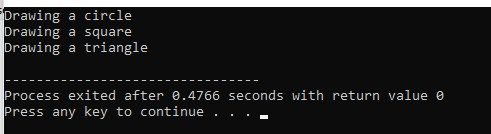 Drawing a circle
Drawing a square
Drawing a triangle
--------------------------------
Process exited after 0.4766 seconds with return value 0
Press any key to continue . . .